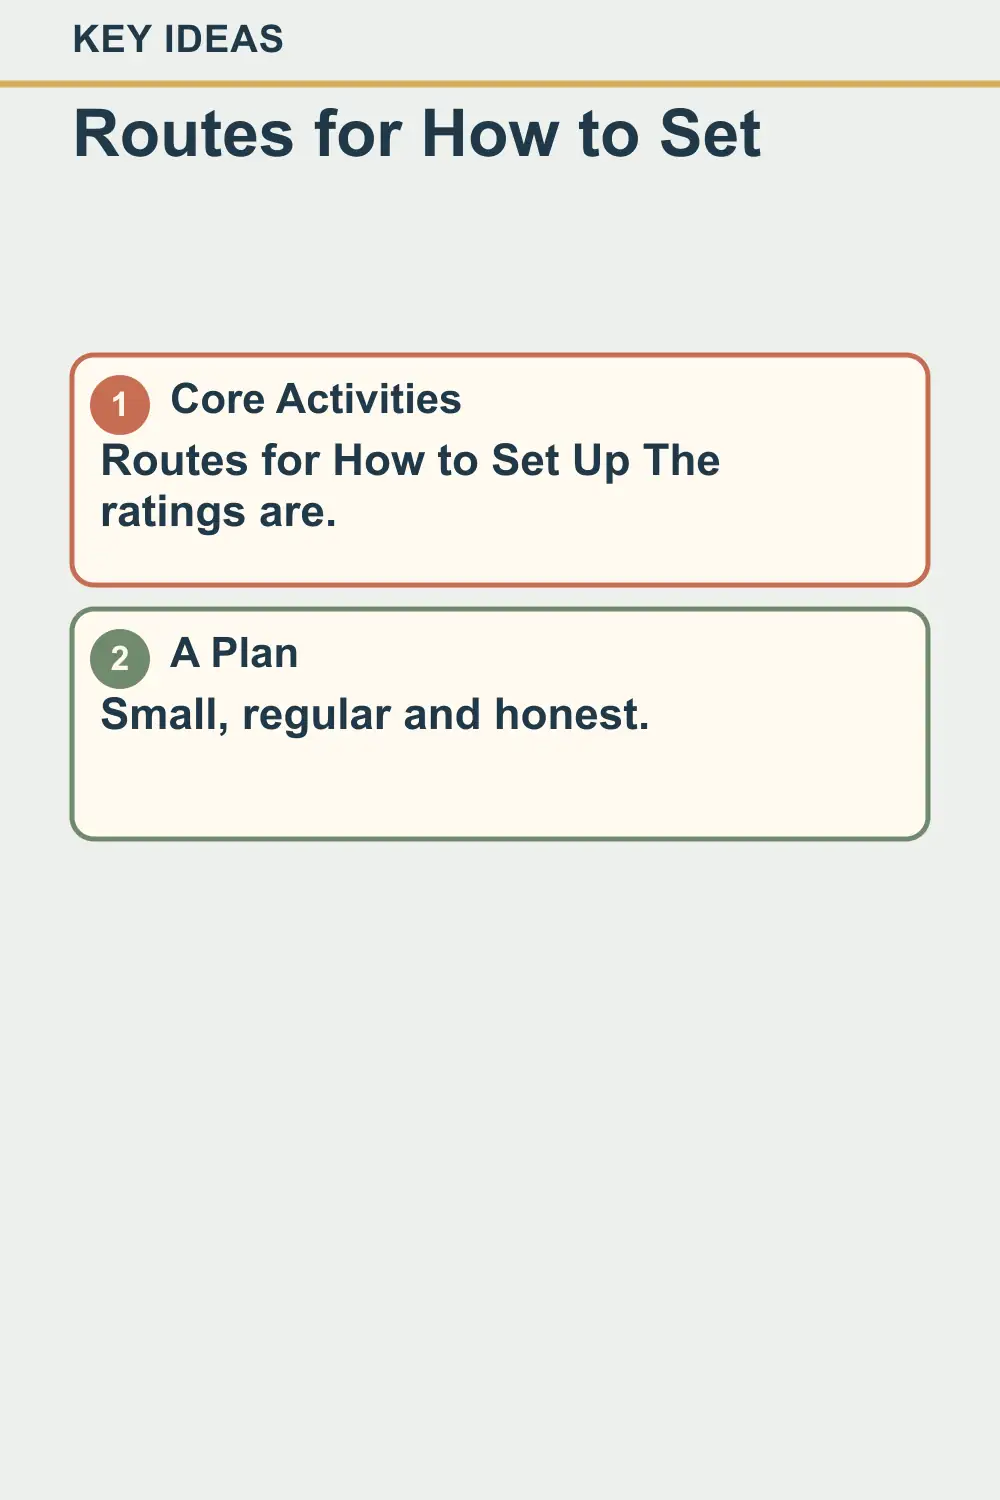 KEY IDEAS
Routes for How to Set
1 Core Activities
Routes for How to Set Up The
ratings are.
2 A Plan
Small, regular and honest.